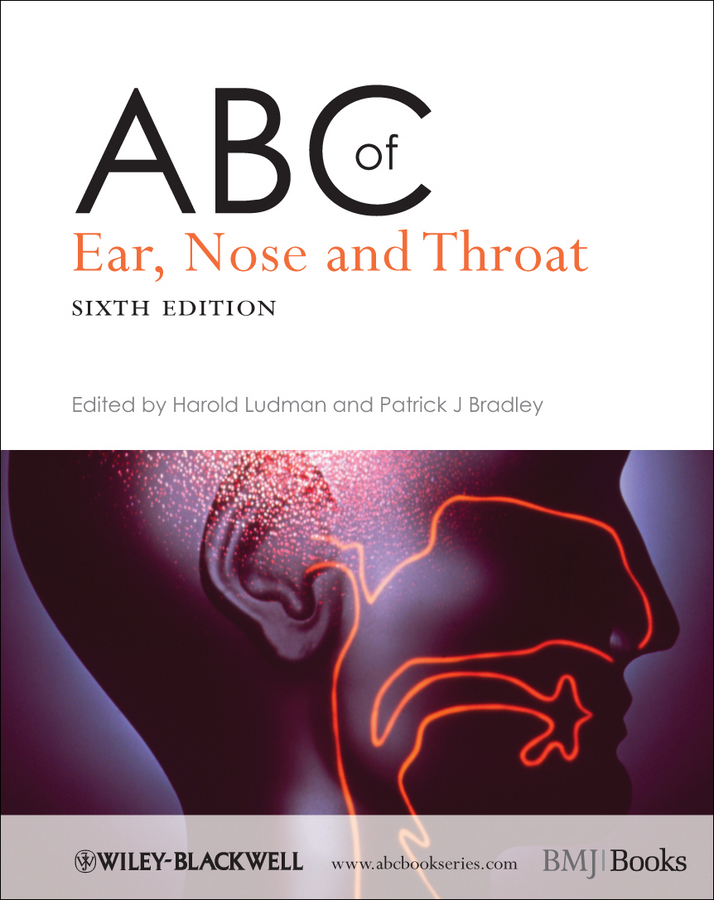 ABC of
Ear, Nose and Throat
SIXTH EDITION
Edited by Harold Ludman and Patrick J Bradley
WILEY-BLACKWELL www.abcbookseries.com BMJ|Books